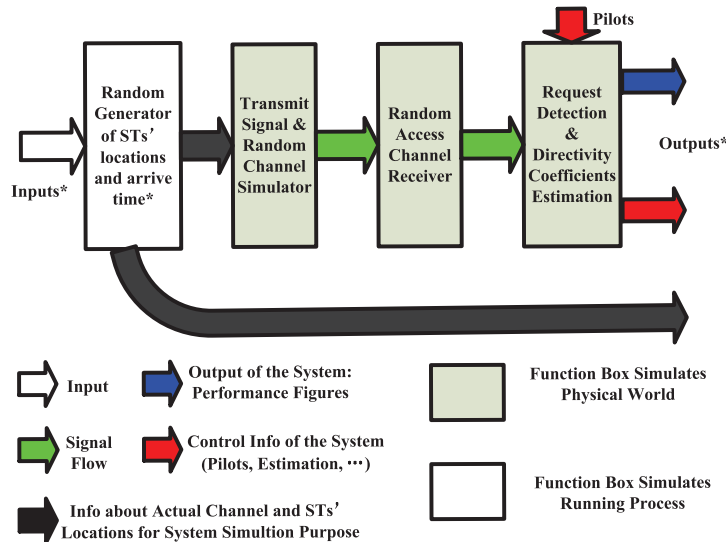 Pilots
Random
Generator
of STs'
locations
and arrive
time*
Transmit
Signal &
Random
Channel
Simulator
Random
Access
Channel
Receiver
Request
Detection
&
Directivity
Coefficients
Estimation
Inputs*
Outputs*
Input
Output of the System:
Performance Figures
Function Box Simulates
Physical World
Signal
Flow
Control Info of the System
(Pilots, Estimation, ···)
Info about Actual Channel and STs'
Locations for System Simultion Purpose
Function Box Simulates
Running Process